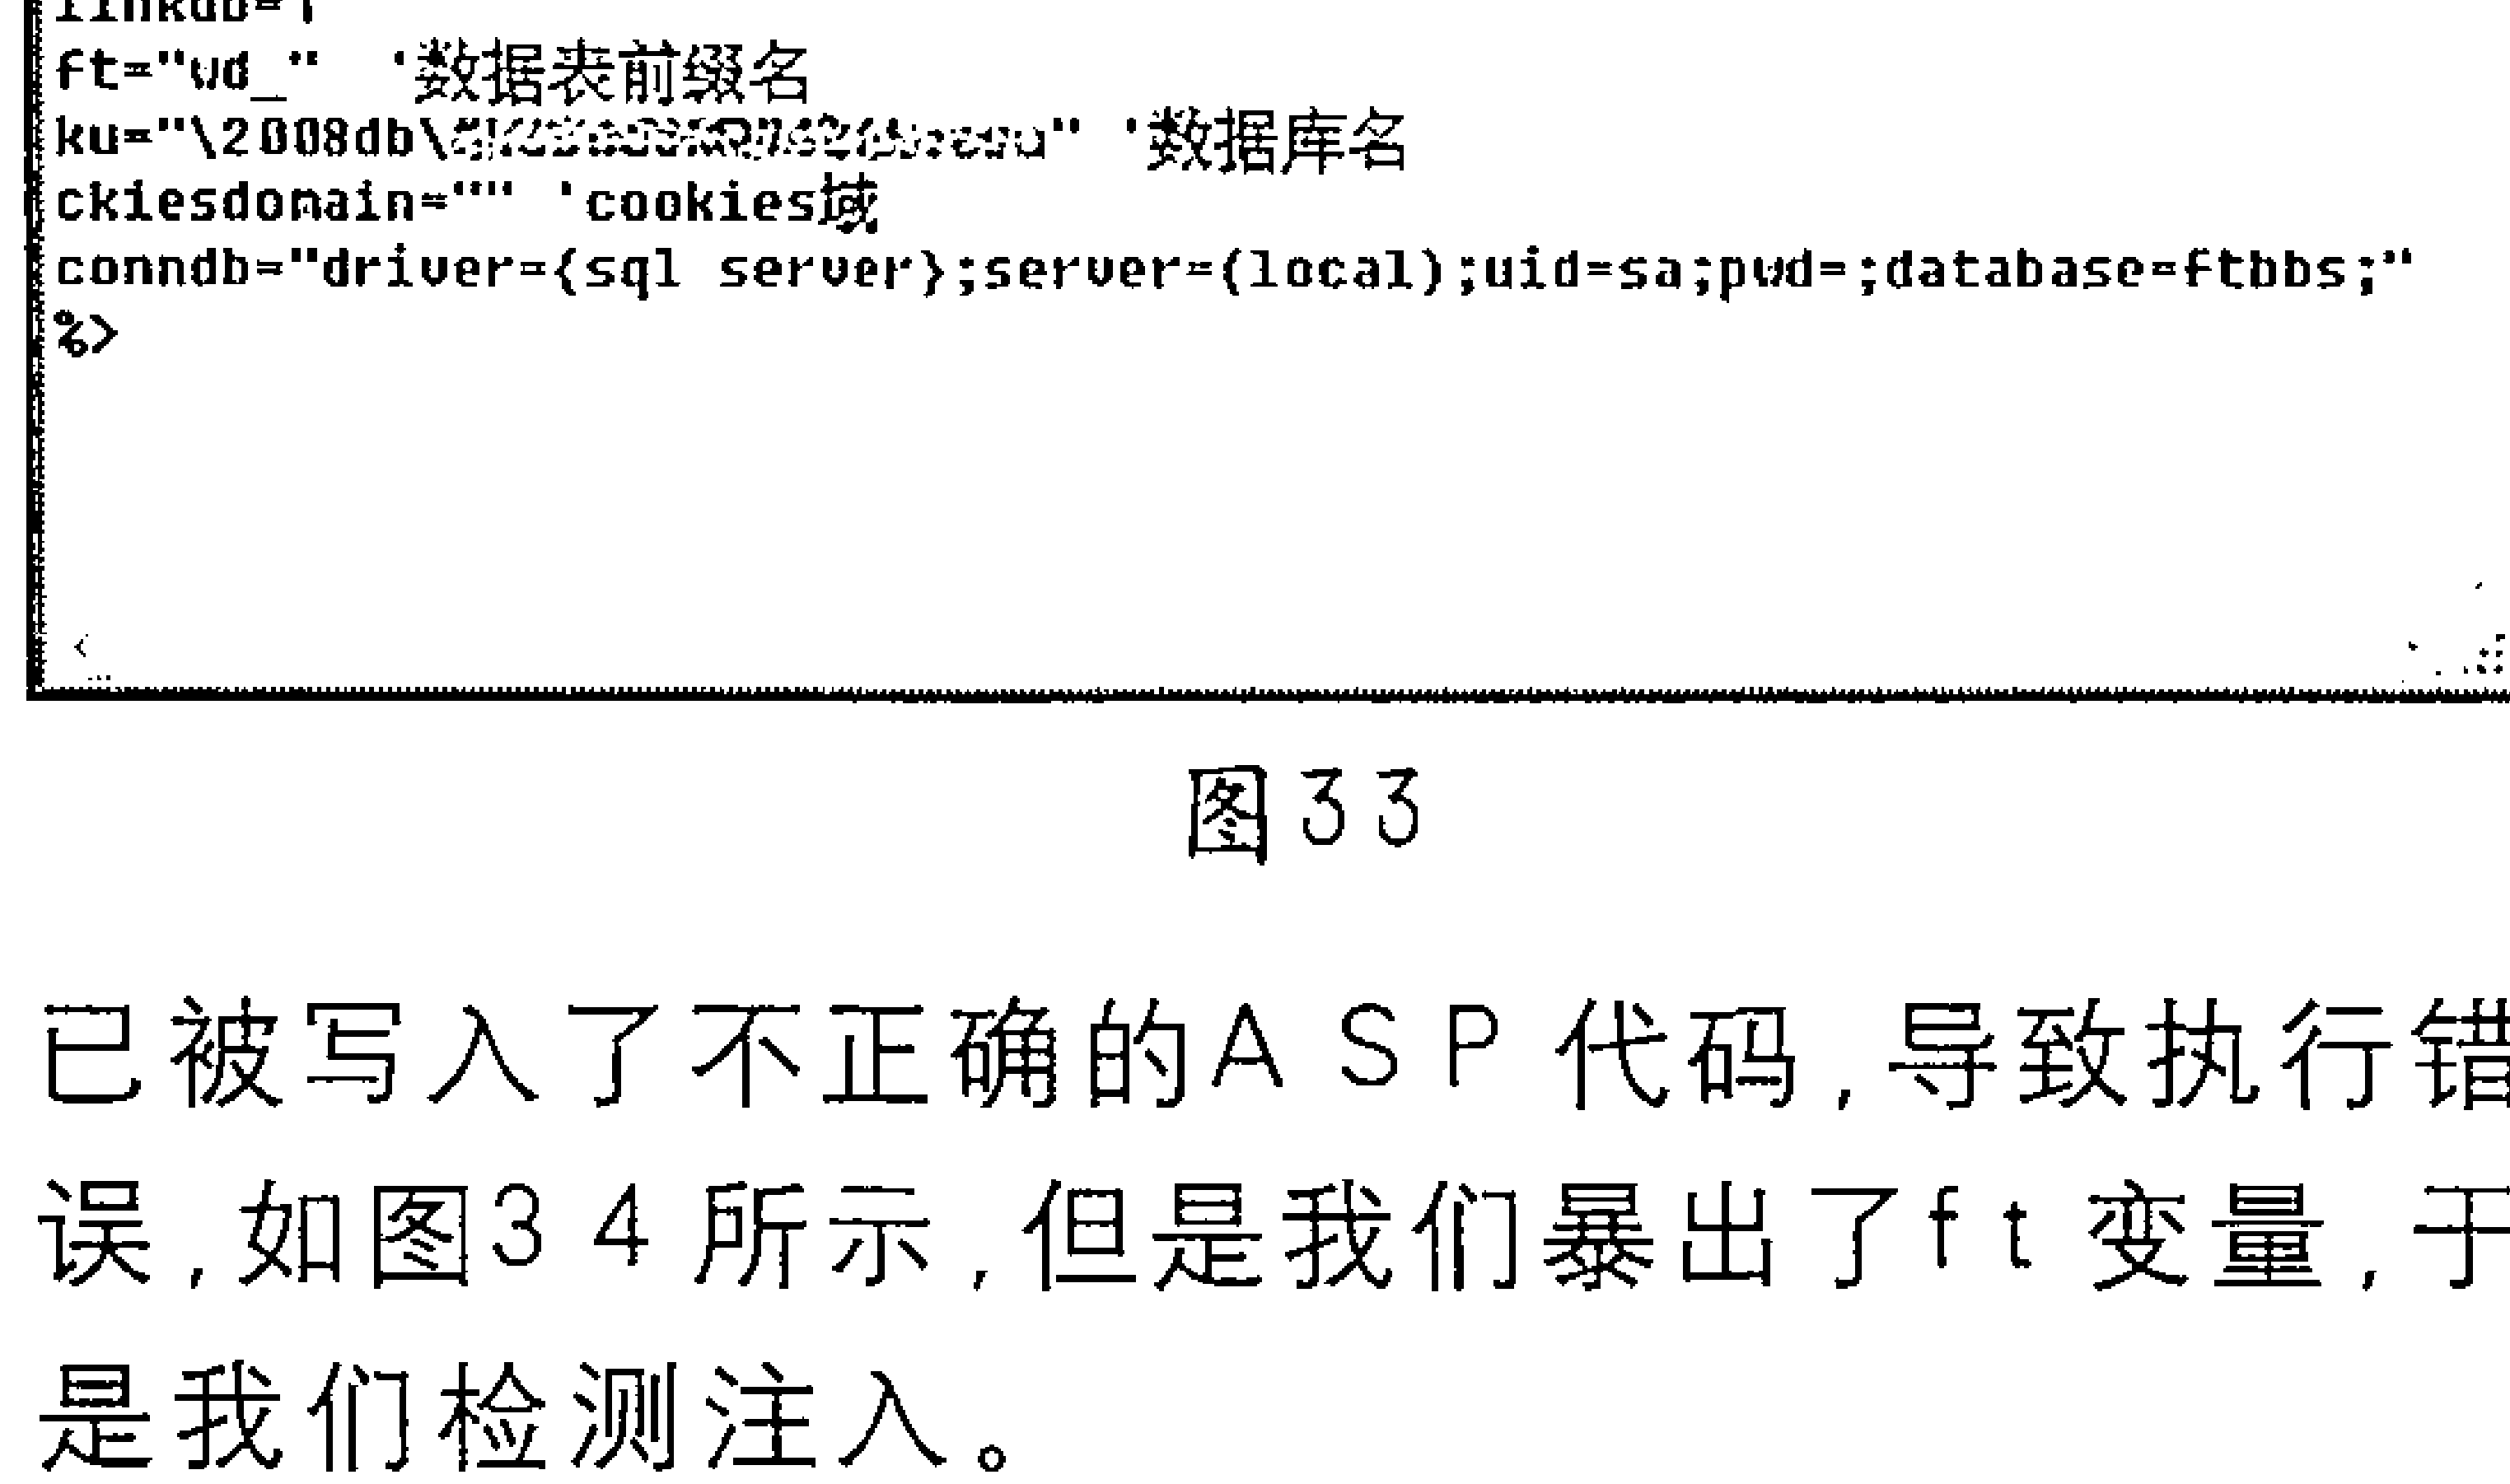 linkdb=1
ft="wd_" '数据表前缀名
ku="\2008db\ " '数据库名
ckiesdomain="" 'cookies域
conndb="driver={sql server};server=(local);uid=sa;pwd=;database=ftbbs;"
%>
图33
已被写入了不正确的ASP代码,导致执行错
误,如图34所示,但是我们暴出了ft变量,于
是我们检测注入。